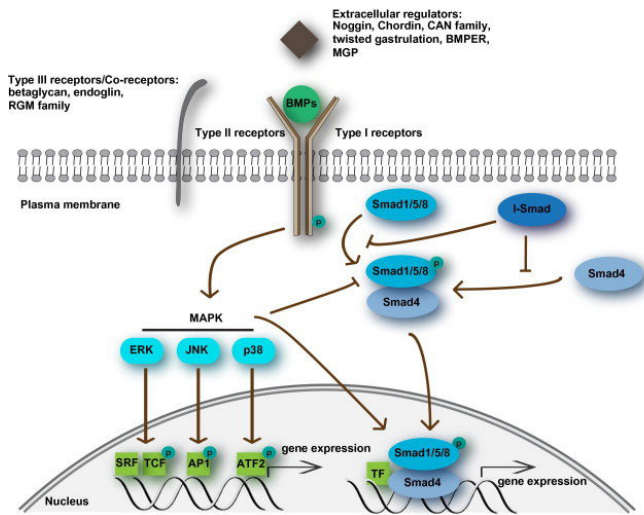 Extracellular regulators:
Noggin, Chordin, CAN family,
twisted gastrulation, BMPER,
MGP
Type III receptors/Co-receptors:
betaglycan, endoglin,
RGM family
BMPs
Type II receptors
Type I receptors
Plasma membrane
P
Smad1/5/8
I-Smad
Smad1/5/8
P
Smad4
Smad4
MAPK
ERK
JNK
p38
SRF
TCF
P
AP1
P
ATF2
P
gene expression
TF
Smad1/5/8
P
Smad4
gene expression
Nucleus